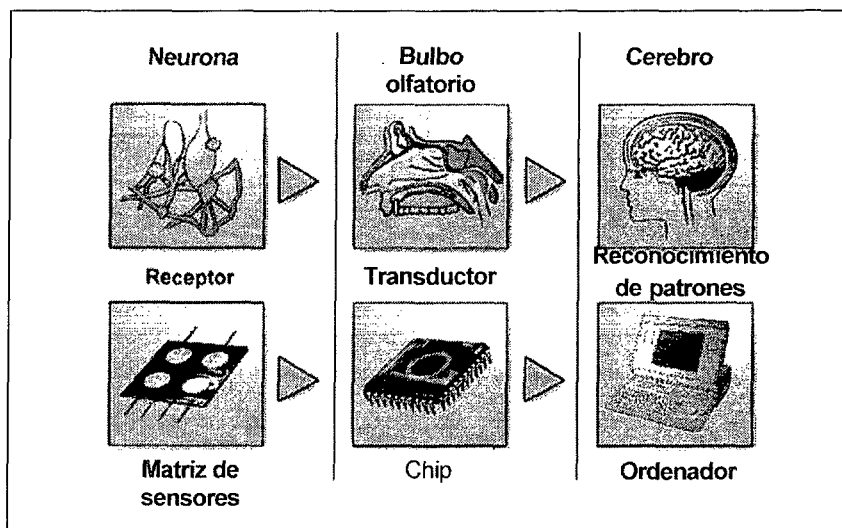 Neurona
Bulbo
olfatorio
Cerebro
Receptor
Transductor
Reconocimiento
de patrones
Matriz de
sensores
Chip
Ordenador